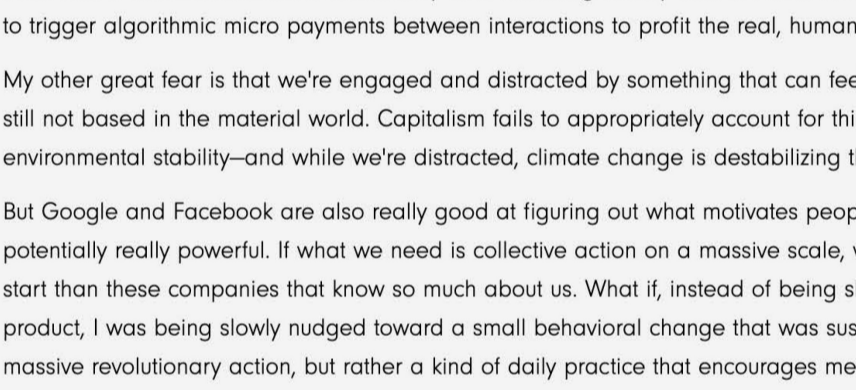 to trigger algorithmic micro payments between interactions to profit the real, human
My other great fear is that we're engaged and distracted by something that can fee
still not based in the material world. Capitalism fails to appropriately account for thi
environmental stability—and while we're distracted, climate change is destabilizing t
But Google and Facebook are also really good at figuring out what motivates peop
potentially really powerful. If what we need is collective action on a massive scale,
start than these companies that know so much about us. What if, instead of being s
product, I was being slowly nudged toward a small behavioral change that was sus
massive revolutionary action, but rather a kind of daily practice that encourages me